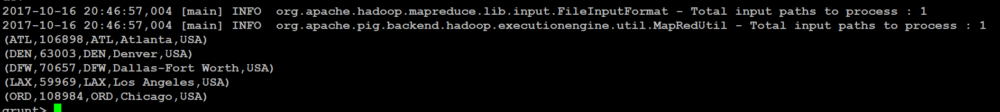 2017-10-16 20:46:57,004 [main] INFO  org.apache.hadoop.mapreduce.lib.input.FileInputFormat - Total input paths to process : 1
2017-10-16 20:46:57,004 [main] INFO  org.apache.pig.backend.hadoop.executionengine.util.MapRedUtil - Total input paths to process : 1
(ATL,106898,ATL,Atlanta,USA)
(DEN,63003,DEN,Denver,USA)
(DFW,70657,DFW,Dallas-Fort Worth,USA)
(LAX,59969,LAX,Los Angeles,USA)
(ORD,108984,ORD,Chicago,USA)
grunt>